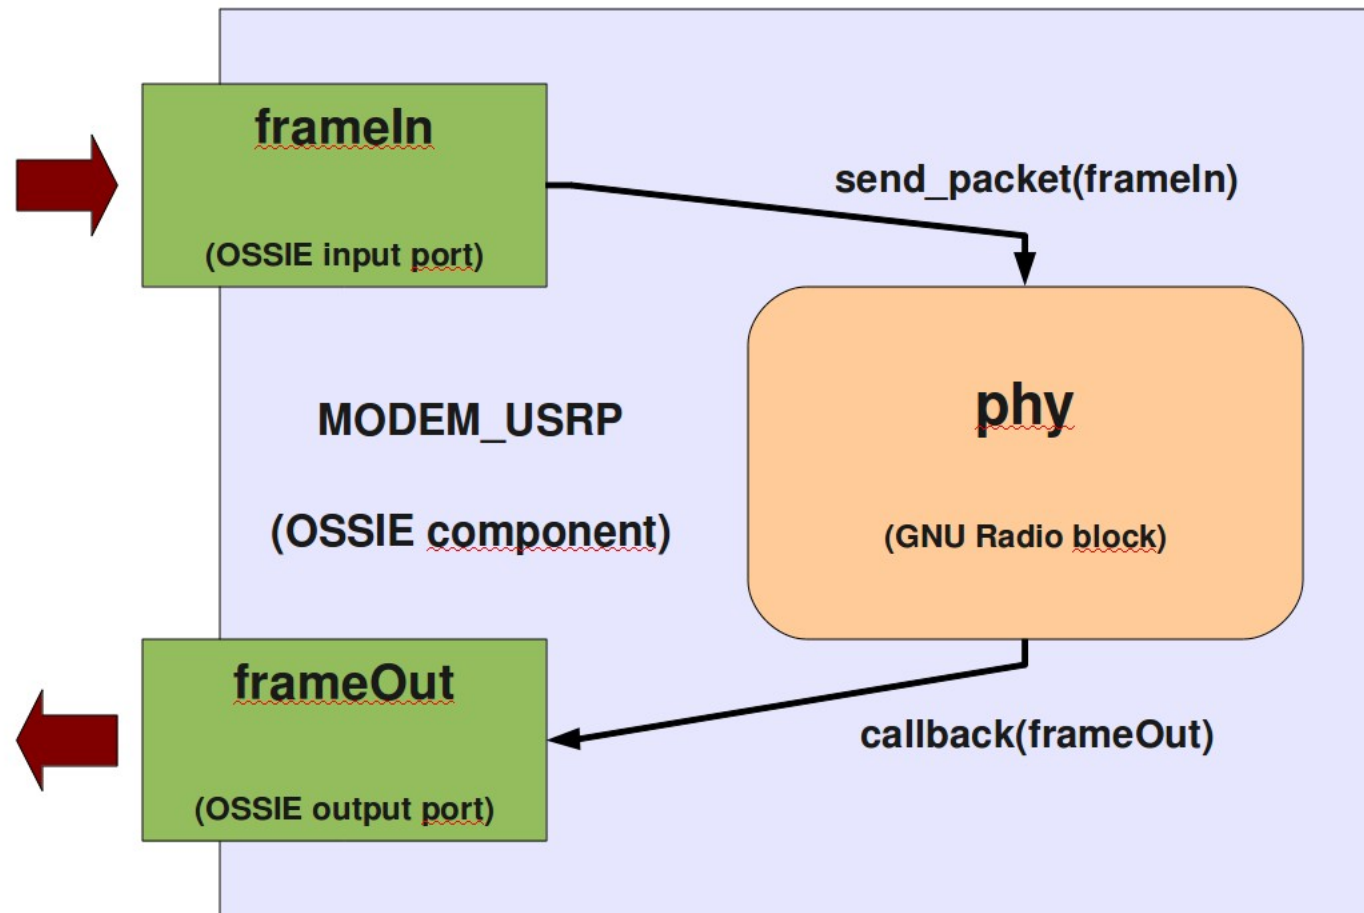 frameIn
(OSSIE input port)
send_packet(frameIn)
MODEM_USRP
(OSSIE component)
phy
(GNU Radio block)
frameOut
(OSSIE output port)
callback(frameOut)